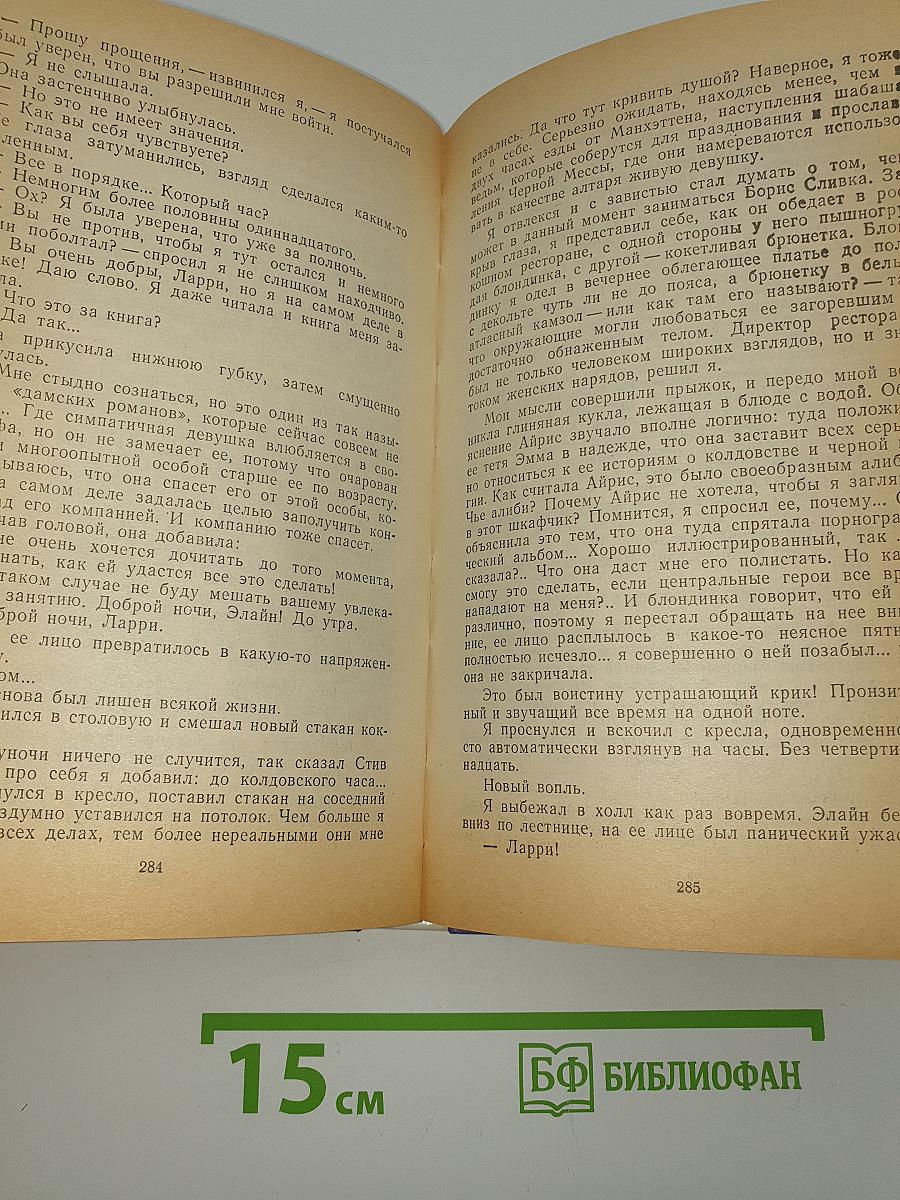 — Прошу прощения, — извинился я, — я постучался
был уверен, что вы разрешили мне войти.
— Я не слышала.
Она застенчиво улыбнулась.
— Но это не имеет значения.
— Как вы себя чувствуете?
глаза затуманились, взгляд сделался каким-то
ленным.
— Все в порядке... Который час?
— Немногим более половины одиннадцатого.
— Ох? Я была уверена, что уже за полночь.
— Вы не против, чтобы я тут остался и немного
ми поболтал? — спросил я не слишком находчиво.
Вы очень добры, Ларри, но я на самом деле в
ке! Даю слово. Я даже читала и книга меня за-
ла.
Что это за книга?
Да так...
а прикусила нижнюю губку, затем смущенно
улась.
Мне стыдно сознаться, но это один из так назы-
«дамских романов», которые сейчас совсем не
... Где симпатичная девушка влюбляется в сво-
фа, но он не замечает ее, потому что очарован
й многоопытной особой старше ее по возрасту.
дываюсь, что она спасет его от этой особы, ко-
а самом деле задалась целью заполучить кон-
ад его компанией. И компанию тоже спасет.
чав головой, она добавила:
не очень хочется дочитать до того момента,
нать, как ей удастся все это сделать!
таком случае не буду мешать вашему увлека-
занятию. Доброй ночи, Элайн! До утра.
брой ночи, Ларри.
ее лицо превратилось в какую-то напряжен-
у.
ом...
снова был лишен всякой жизни.
ился в столовую и смешал новый стакан кок-
уночи ничего не случится, так сказал Стив
про себя я добавил: до колдовского часа...
нулся в кресло, поставил стакан на соседний
здумно уставился на потолок. Чем больше я
всех делах, тем более нереальными они мне
284
казались. Да что тут кривить душой? Наверное, я тоже
не в себе. Серьезно ожидать, находясь менее, чем в
двух часах езды от Манхэттена, наступления шабаша
ведьм, которые соберутся для празднования и прослав
ления Черной Мессы, где они намереваются использо
вать в качестве алтаря живую девушку.
Я отвлекся и с завистью стал думать о том, чем
может в данный момент заниматься Борис Сливка. За
крыв глаза, я представил себе, как он обедает в рос
кошном ресторане, с одной стороны у него пышногру
дая блондинка, с другой — кокетливая брюнетка. Блон
динку я одел в вечернее облегающее платье до пол
с декольте чуть ли не до пояса, а брюнетку в бель
атласный камзол — или как там его называют? — та
что окружающие могли любоваться ее загоревшим
достаточно обнаженным телом. Директор рестора
был не только человеком широких взглядов, но и зн
током женских нарядов, решил я.
Мои мысли совершили прыжок, и передо мной во
никла глиняная кукла, лежащая в блюде с водой. Об
яснение Айрис звучало вполне логично: туда положи
ее тетя Эмма в надежде, что она заставит всех серь
но относиться к ее историям о колдовстве и черной м
гии. Как считала Айрис, это было своеобразным алиб
Чье алиби? Почему Айрис не хотела, чтобы я загля
в этот шкафчик? Помнится, я спросил ее, почему... О
объяснила это тем, что она туда спрятала порногра
ческий альбом... Хорошо иллюстрированный, так
сказала?.. Что она даст мне его полистать. Но ка
смогу это сделать, если центральные герои все вр
нападают на меня?.. И блондинка говорит, что ей
различно, поэтому я перестал обращать на нее вни
ние, ее лицо расплылось в какое-то неясное пятн
полностью исчезло... я совершенно о ней позабыл...
она не закричала.
Это был воистину устрашающий крик! Пронзит
ный и звучащий все время на одной ноте.
Я проснулся и вскочил с кресла, одновременно
сто автоматически взглянув на часы. Без четверти
надцать.
Новый вопль.
Я выбежал в холл как раз вовремя. Элайн бе
вниз по лестнице, на ее лице был панический ужас
— Ларри!
285
15 см
БФ БИБЛИОФАН